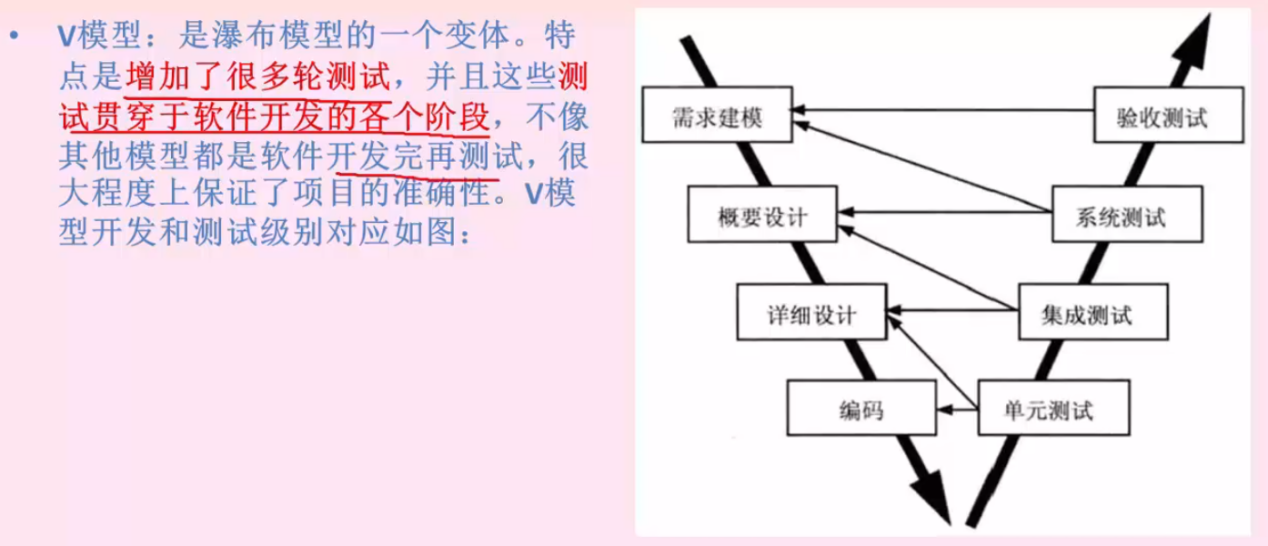 • V模型：是瀑布模型的一个变体。特
点是增加了很多轮测试，并且这些测
试贯穿于软件开发的各个阶段，不像
其他模型都是软件开发完再测试，很
大程度上保证了项目的准确性。V模
型开发和测试级别对应如图：
需求建模
验收测试
概要设计
系统测试
详细设计
集成测试
编码
单元测试